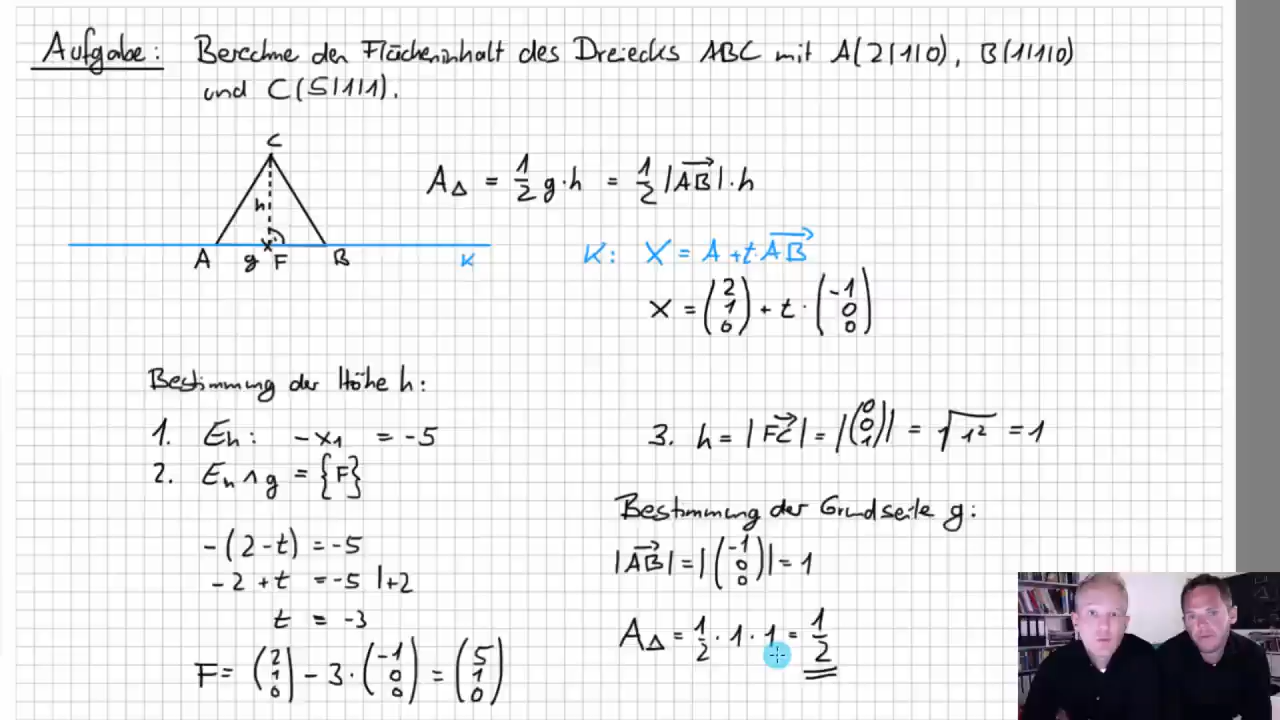 Aufgabe: Berechne den Flächeninhalt des Dreiecks ABC mit A(2|1|0), B(1|1|0)
und C(5|1|1).
C
h
A g F B K
A△ = 1/2 g·h = 1/2 |AB→|·h
K: X = A + t·AB→
X = (2 1 0) + t · (-1 0 0)
Bestimmung der Höhe h:
1. Eh: -x1 = -5
2. Eh ∩ g = {F}
-(2-t) = -5
-2 + t = -5 |+2
t = -3
F = (2 1 0) - 3 · (-1 0 0) = (5 1 0)
3. h = |FC→| = |(0 0 1)| = √1² = 1
Bestimmung der Grundseite g:
|AB→| = |(-1 0 0)| = 1
A△ = 1/2 · 1 · 1 = 1/2